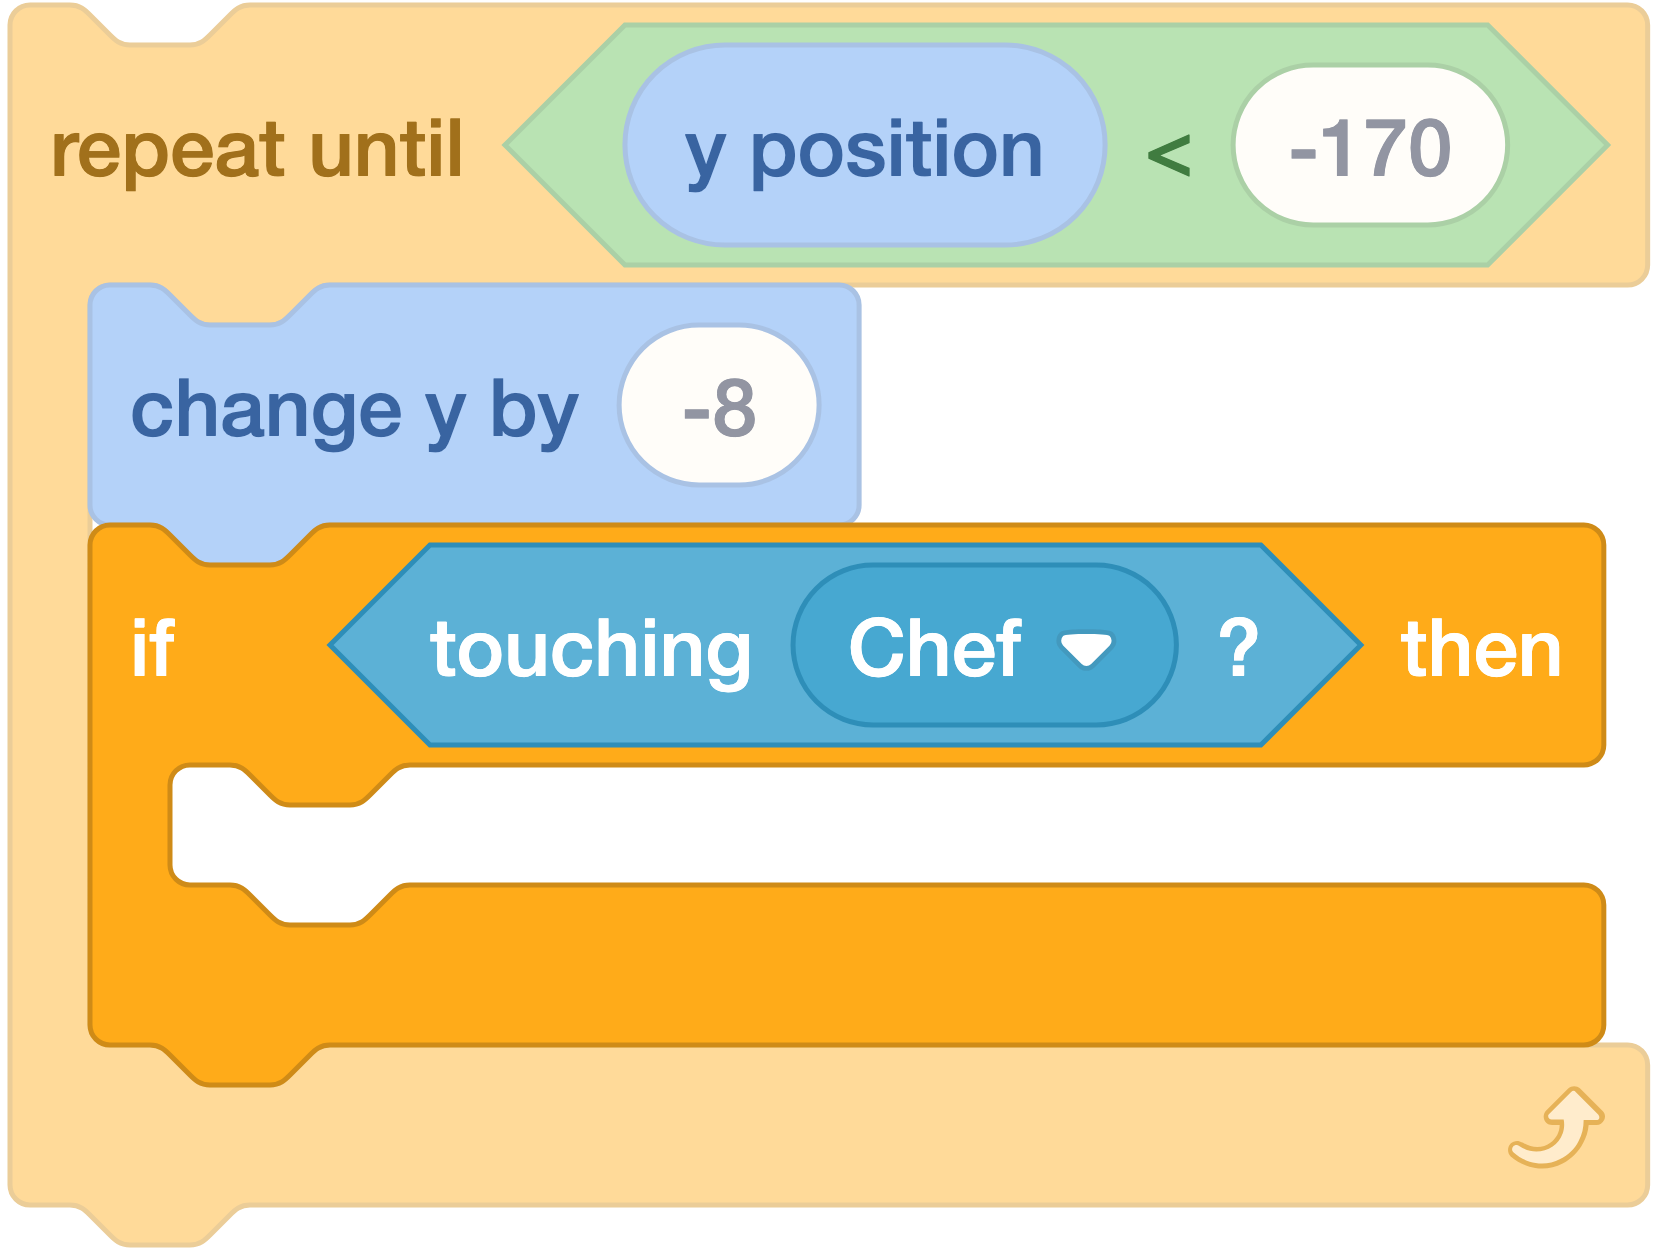 repeat until y position < -170
change y by -8
if touching Chef ? then